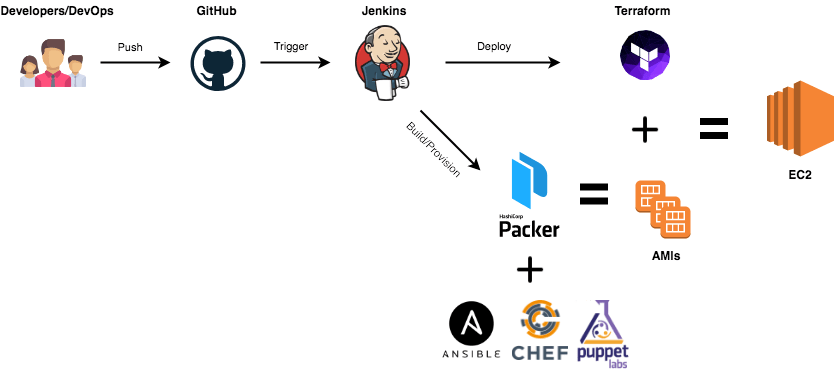 Developers/DevOps
GitHub
Jenkins
Terraform
Push
Trigger
Deploy
Build/Provision
EC2
HashiCorp
Packer
AMIs
ANSIBLE
CHEF
puppet
labs